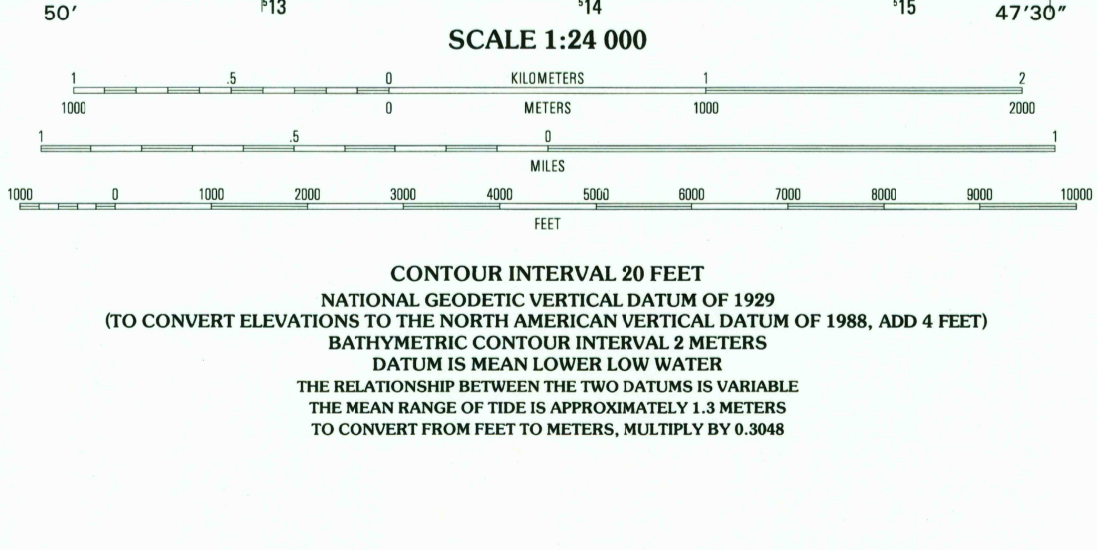 50' ⁵13 ⁵14 ⁵15 47'30"
SCALE 1:24 000
1 .5 0 KILOMETERS 1 2
1000 0 METERS 1000 2000
1 .5 0 1
MILES
1000 0 1000 2000 3000 4000 5000 6000 7000 8000 9000 10000
FEET
CONTOUR INTERVAL 20 FEET
NATIONAL GEODETIC VERTICAL DATUM OF 1929
(TO CONVERT ELEVATIONS TO THE NORTH AMERICAN VERTICAL DATUM OF 1988, ADD 4 FEET)
BATHYMETRIC CONTOUR INTERVAL 2 METERS
DATUM IS MEAN LOWER LOW WATER
THE RELATIONSHIP BETWEEN THE TWO DATUMS IS VARIABLE
THE MEAN RANGE OF TIDE IS APPROXIMATELY 1.3 METERS
TO CONVERT FROM FEET TO METERS, MULTIPLY BY 0.3048